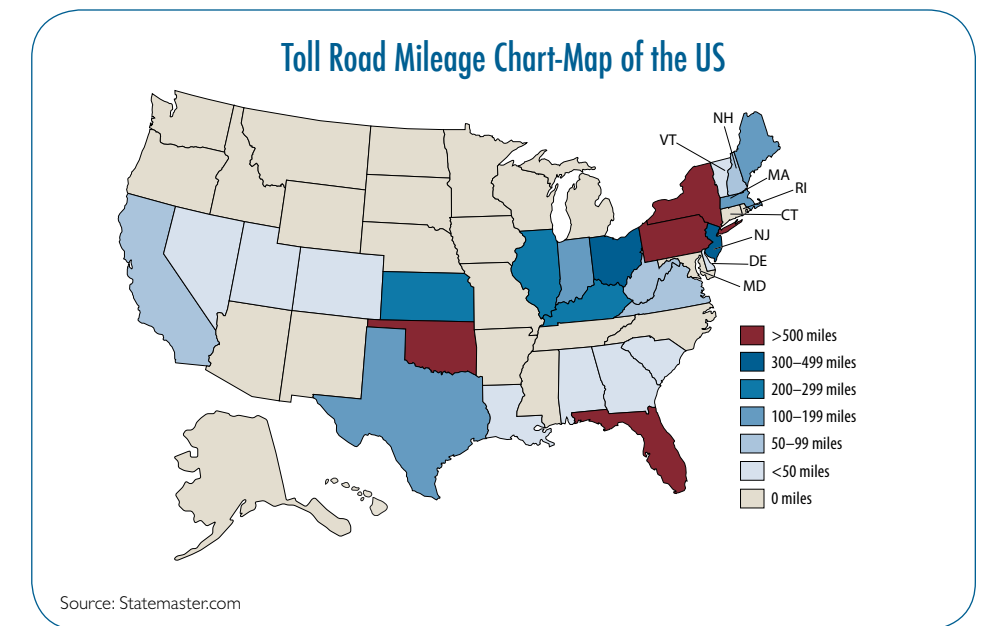 Toll Road Mileage Chart-Map of the US
NH
VT
MA
RI
CT
NJ
DE
MD
>500 miles
300–499 miles
200–299 miles
100–199 miles
50–99 miles
<50 miles
0 miles
Source: Statemaster.com